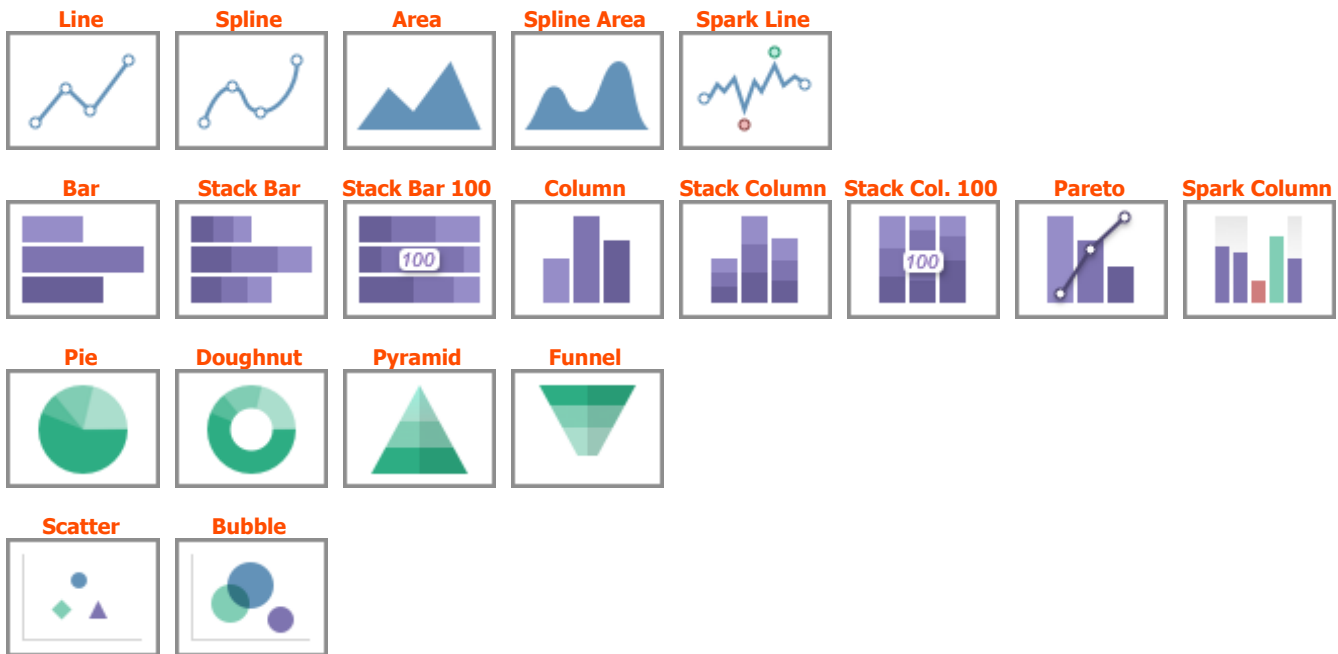 Line Spline Area Spline Area Spark Line
Bar Stack Bar Stack Bar 100 Column Stack Column Stack Col. 100 Pareto Spark Column
100 100
Pie Doughnut Pyramid Funnel
Scatter Bubble